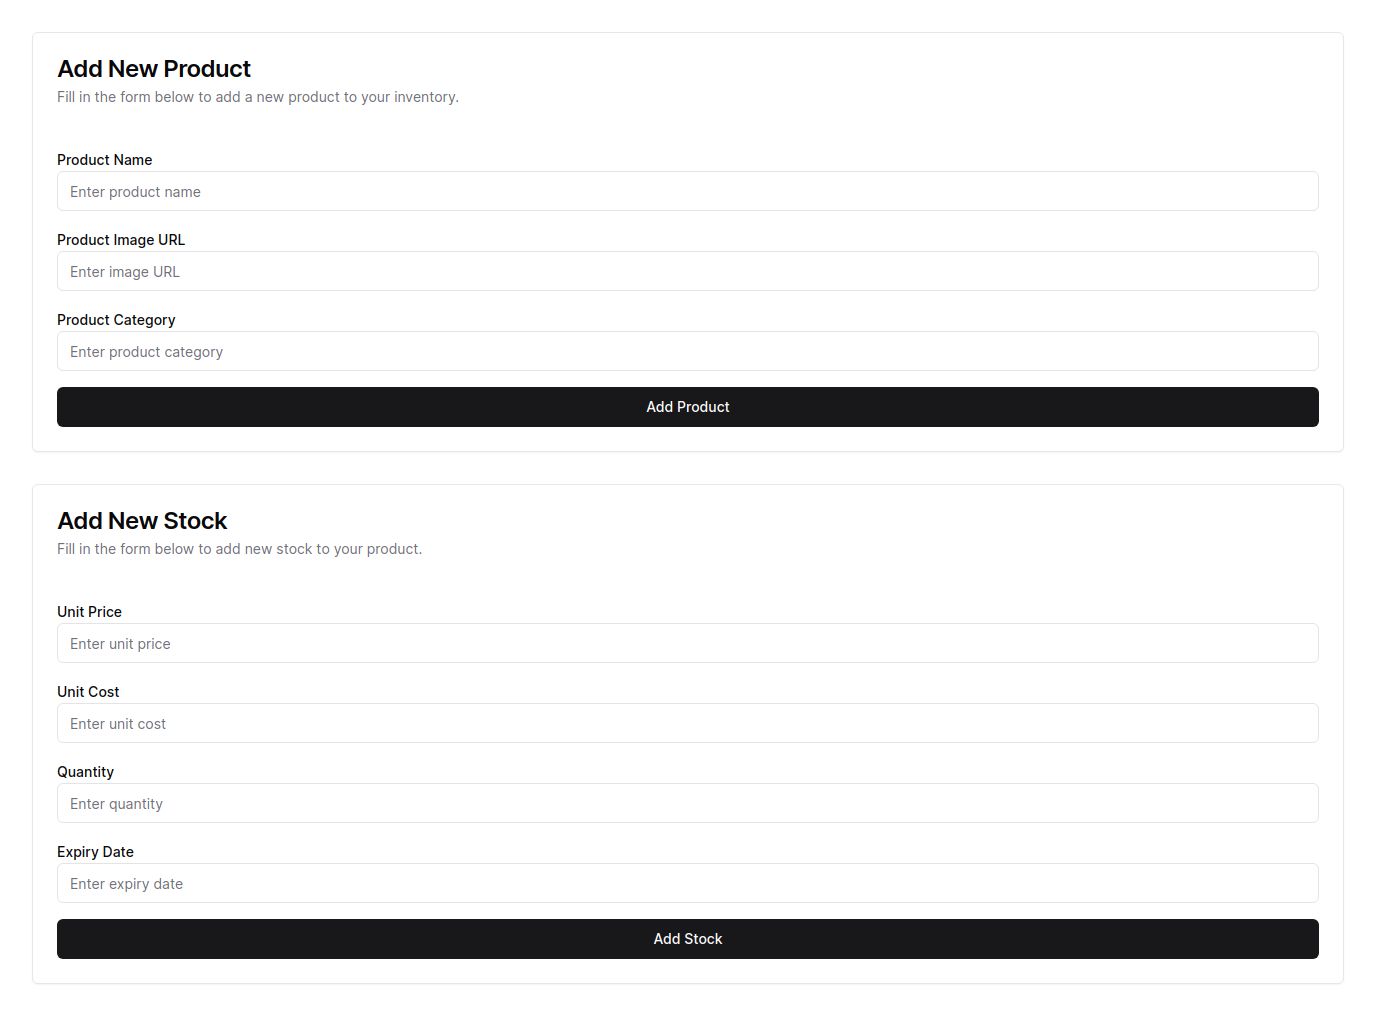 Add New Product
Fill in the form below to add a new product to your inventory.
Product Name
Enter product name
Product Image URL
Enter image URL
Product Category
Enter product category
Add Product
Add New Stock
Fill in the form below to add new stock to your product.
Unit Price
Enter unit price
Unit Cost
Enter unit cost
Quantity
Enter quantity
Expiry Date
Enter expiry date
Add Stock